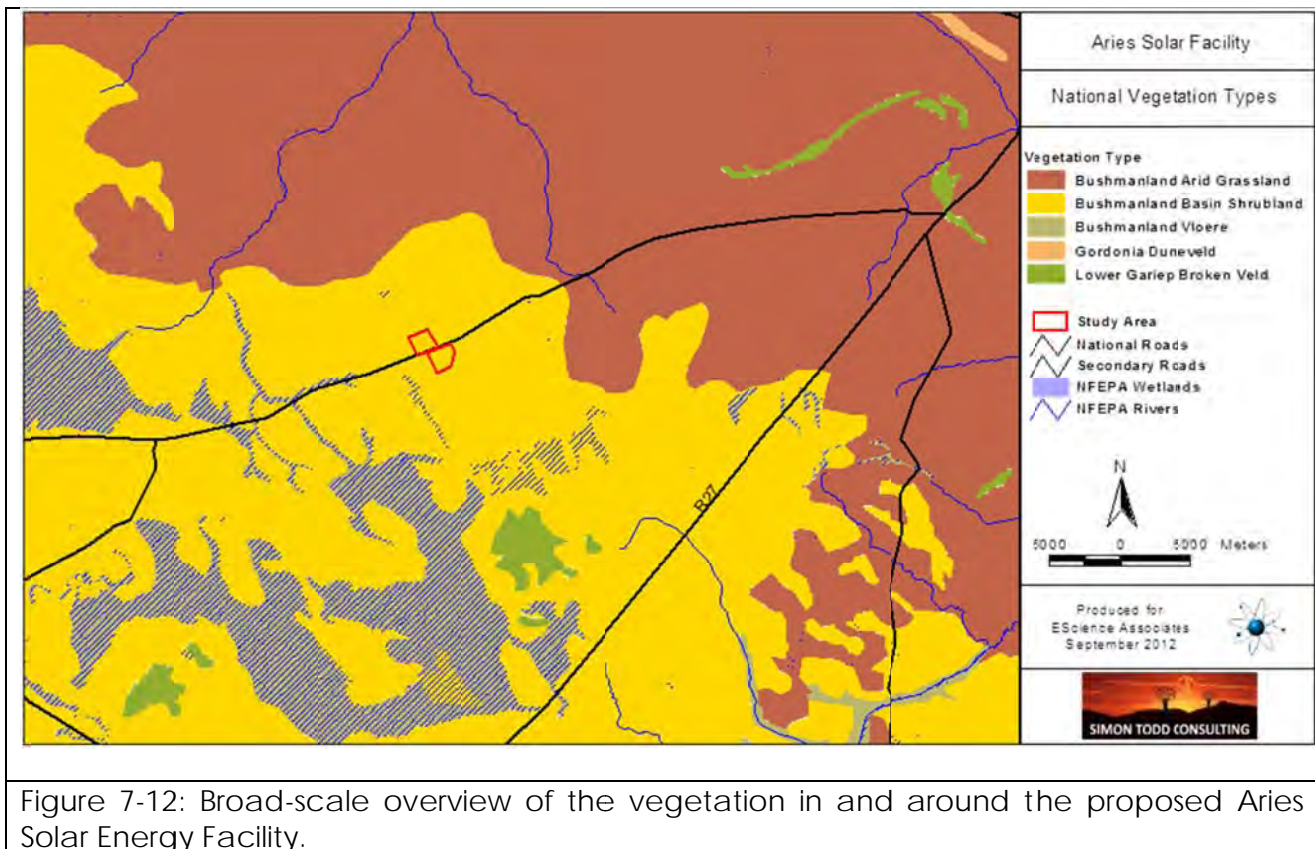 Aries Solar Facility
National Vegetation Types
Vegetation Type
Bushmanland Arid Grassland
Bushmanland Basin Shrubland
Bushmanland Vloere
Gordonia Duneveld
Lower Gariep Broken Veld
Study Area
National Roads
Secondary Roads
NFEPA Wetlands
NFEPA Rivers
N
5000 0 5000 Meters
Produced for
EScience Associates
September 2012
SIMON TODD CONSULTING
R27
Figure 7-12: Broad-scale overview of the vegetation in and around the proposed Aries
Solar Energy Facility.